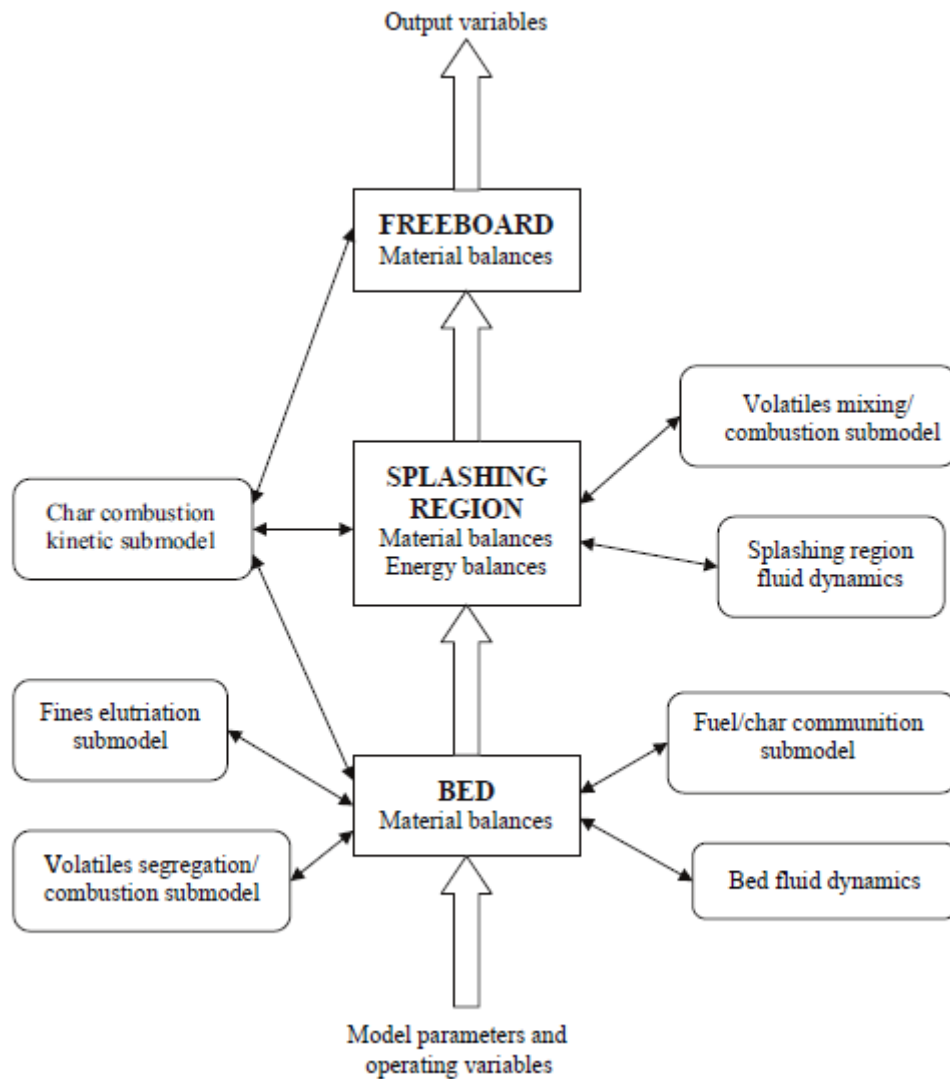 Output variables
FREEBOARD
Material balances
Volatiles mixing/
combustion submodel
SPLASHING
REGION
Material balances
Energy balances
Char combustion
kinetic submodel
Splashing region
fluid dynamics
Fines elutriation
submodel
Fuel/char communition
submodel
BED
Material balances
Volatiles segregation/
combustion submodel
Bed fluid dynamics
Model parameters and
operating variables